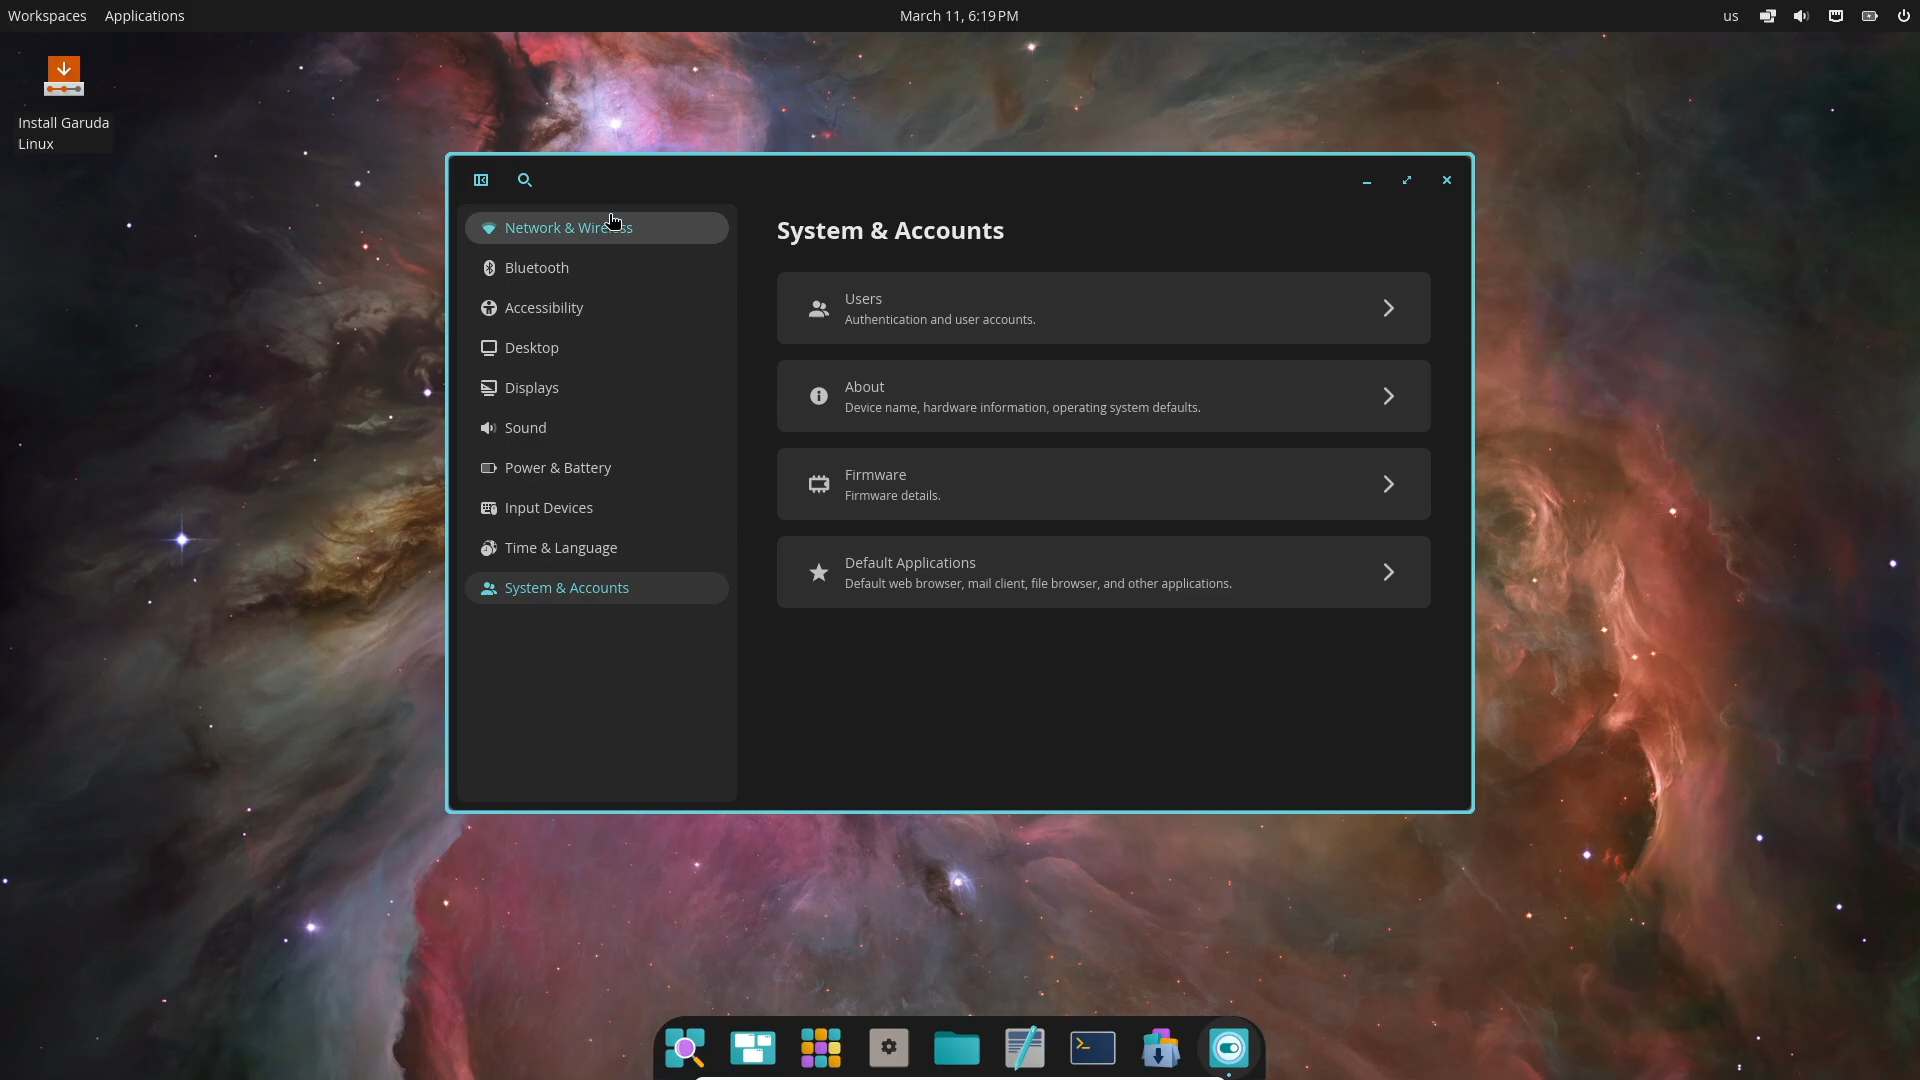 Workspaces
Applications
March 11, 6:19 PM
us
Install Garuda
Linux
Network & Wireless
Bluetooth
Accessibility
Desktop
Displays
Sound
Power & Battery
Input Devices
Time & Language
System & Accounts
System & Accounts
Users
Authentication and user accounts.
About
Device name, hardware information, operating system defaults.
Firmware
Firmware details.
Default Applications
Default web browser, mail client, file browser, and other applications.